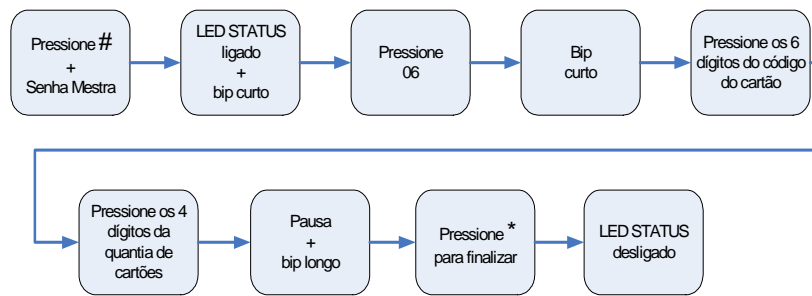 Pressione #
+
Senha Mestra
LED STATUS
ligado
+
bip curto
Pressione
06
Bip
curto
Pressione os 6
dígitos do código
do cartão
Pressione os 4
dígitos da
quantia de
cartões
Pausa
+
bip longo
Pressione *
para finalizar
LED STATUS
desligado